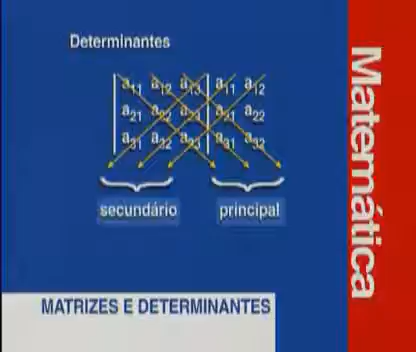 Determinantes
a11 a12 a13 a11 a12
a21 a22 a23 a21 a22
a31 a32 a33 a31 a32
secundário principal
MATRIZES E DETERMINANTES
Matemática